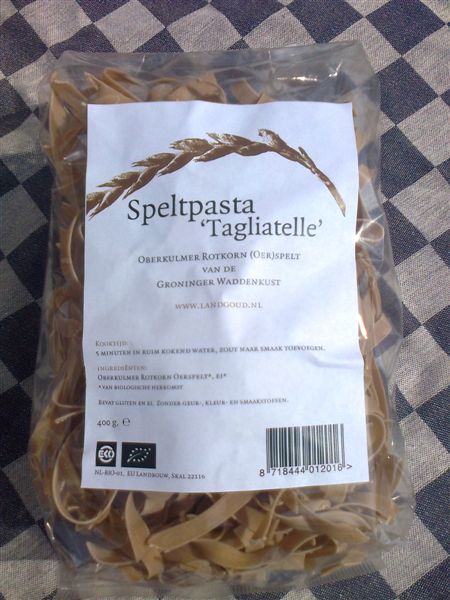 Speltpasta
‘Tagliatelle’
OBERKULMER ROTKORN (OER)SPELT
VAN DE
GRONINGER WADDENKUST
WWW.LANDGOUD.NL
KOOKTIJD:
5 MINUTEN IN RUIM KOKEND WATER, ZOUT NAAR SMAAK TOEVOEGEN.
INGREDIËNTEN:
OBERKULMER ROTKORN OERSPELT*, EI*
* VAN BIOLOGISCHE HERKOMST
BEVAT GLUTEN EN EI. ZONDER GEUR-, KLEUR- EN SMAAKSTOFFEN.
400 g. ℮
EKO
NL-BIO-01, EU LANDBOUW, SKAL 22116
8 718444 012016 >